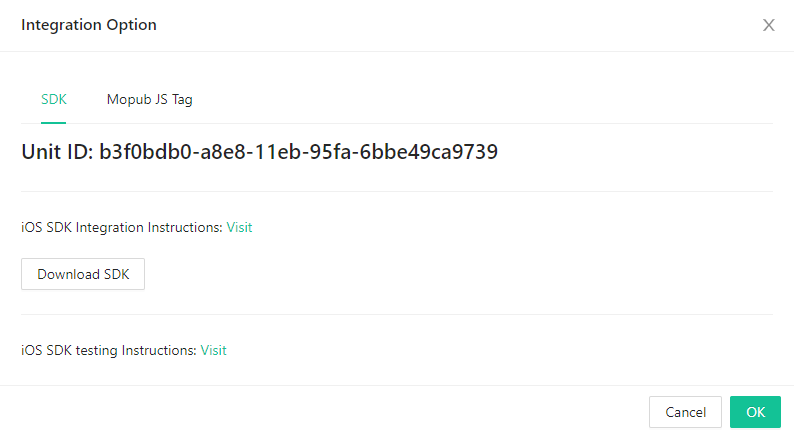 Integration Option
SDK Mopub JS Tag
Unit ID: b3f0bdb0-a8e8-11eb-95fa-6bbe49ca9739
iOS SDK Integration Instructions: Visit
Download SDK
iOS SDK testing Instructions: Visit
Cancel OK